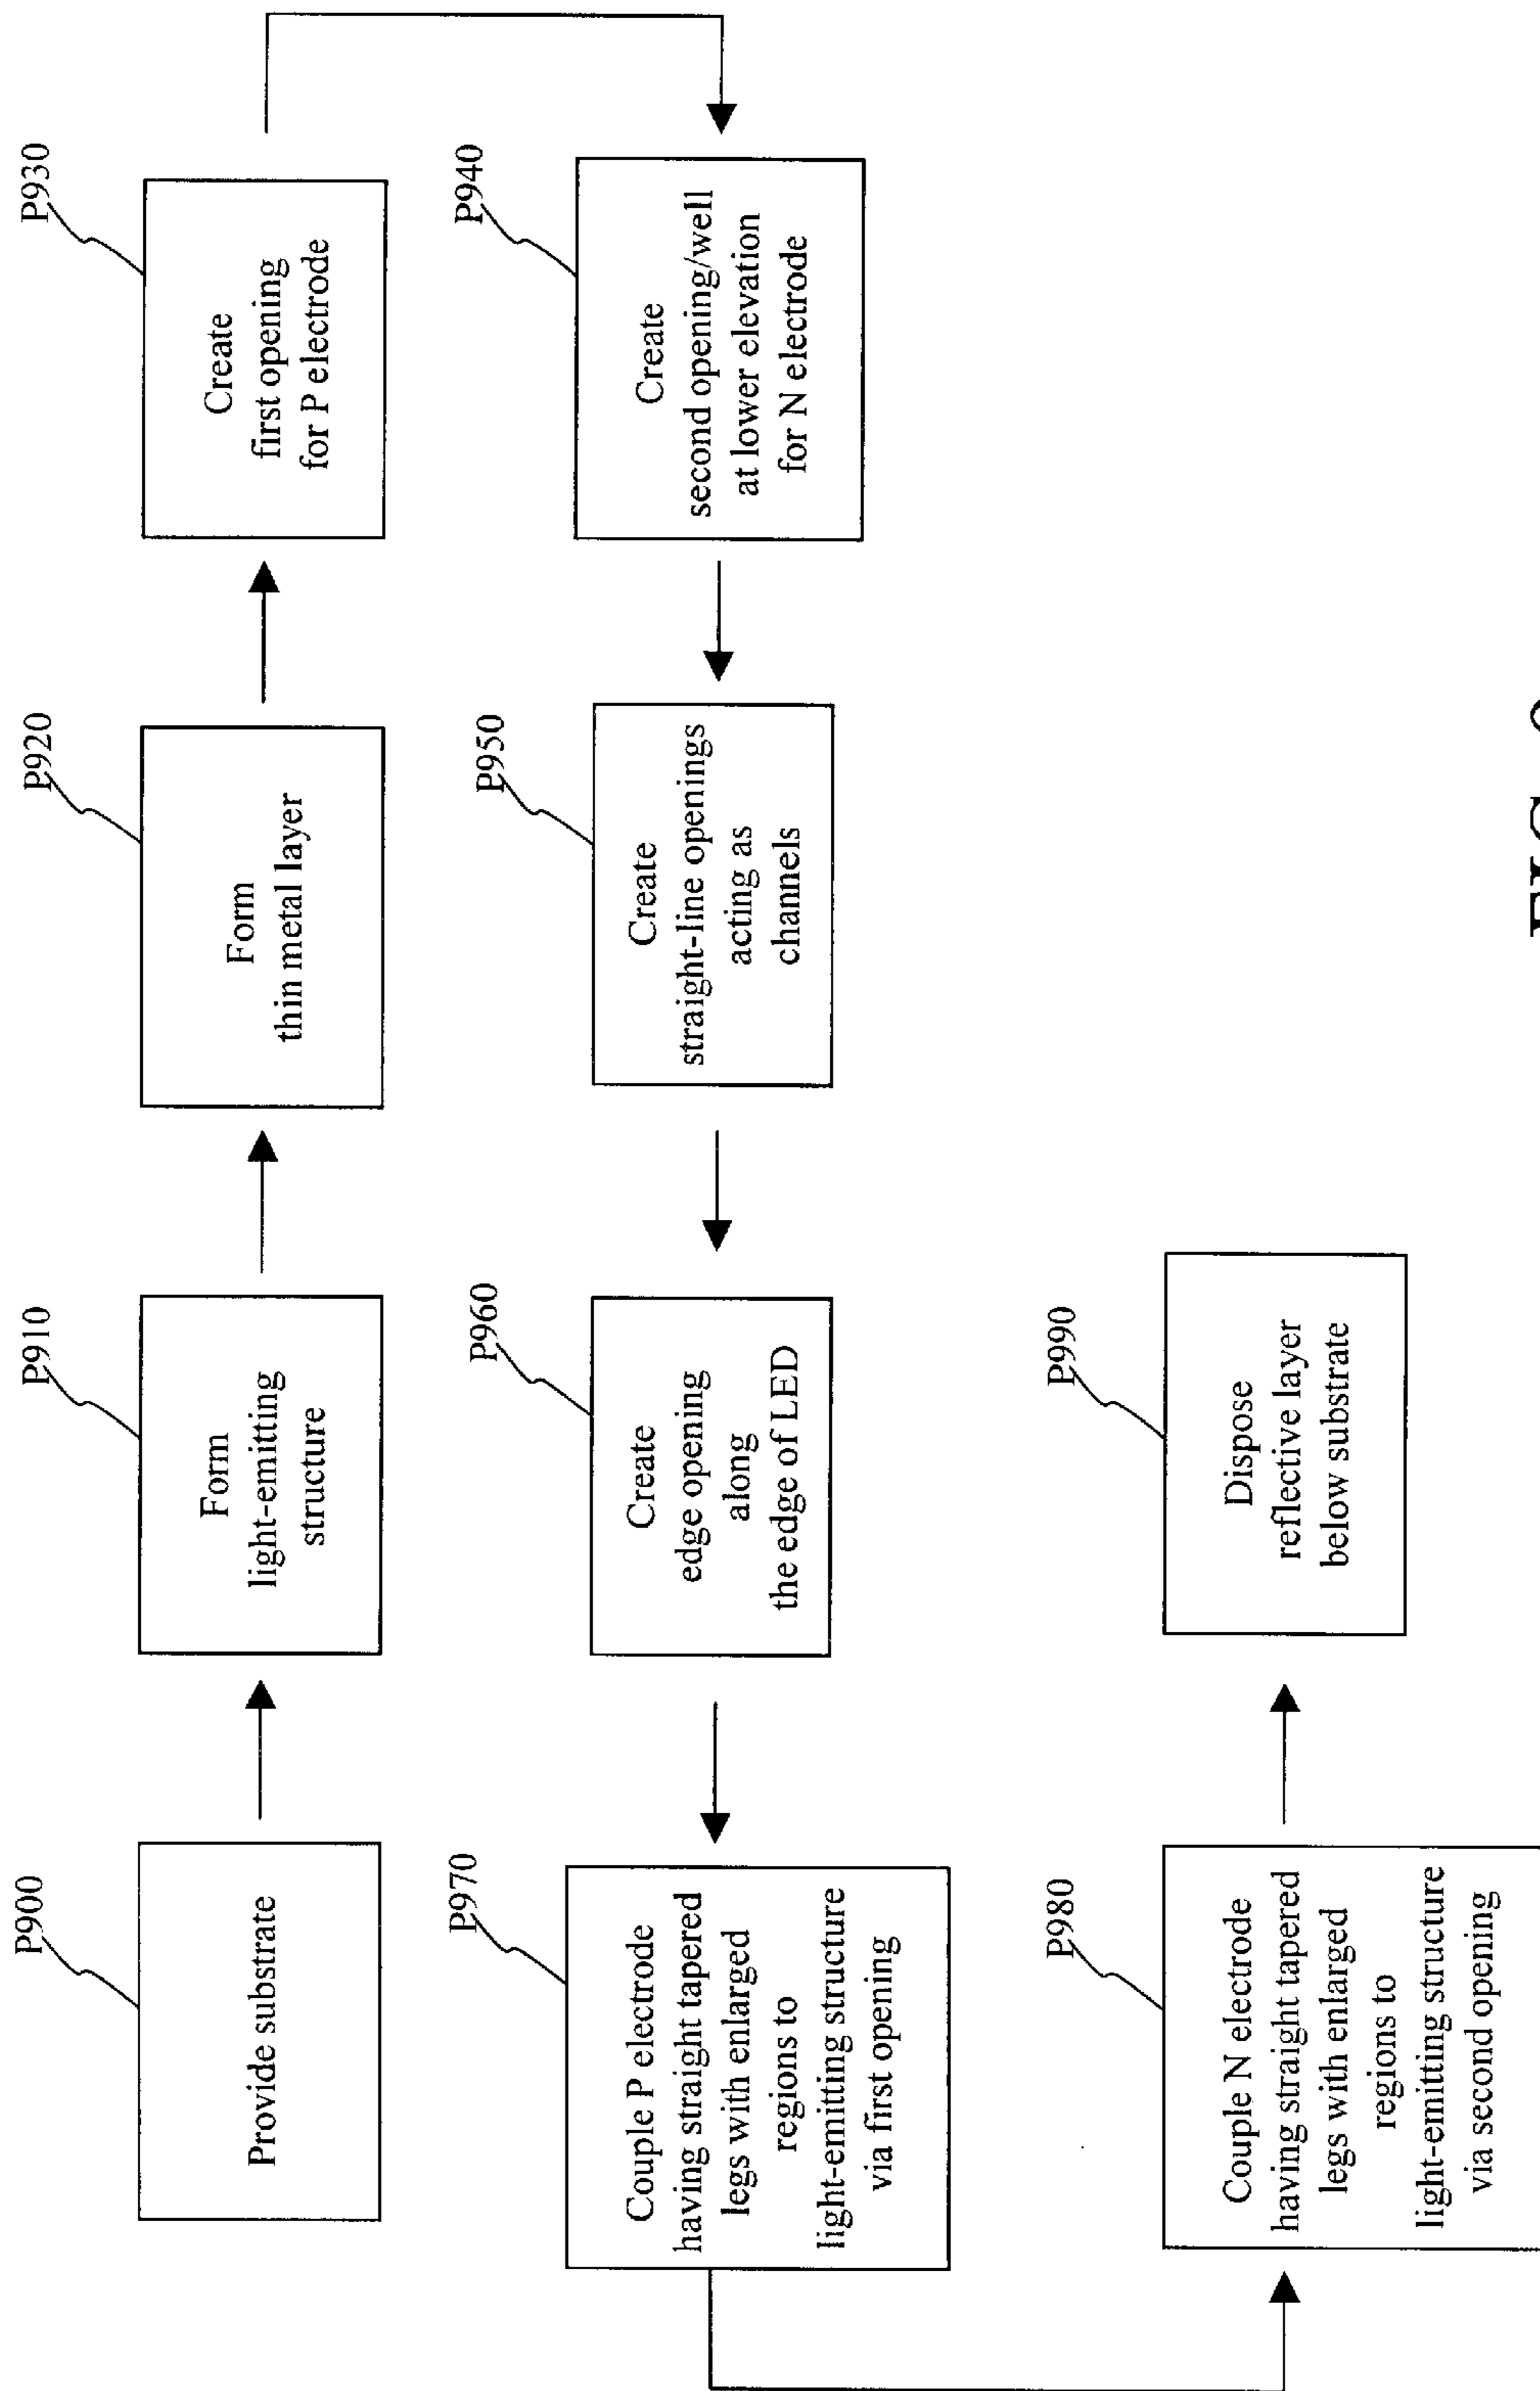 P900
Provide substrate
P910
Form
light-emitting
structure
P920
Form
thin metal layer
P930
Create
first opening
for P electrode
P940
Create
second opening/well
at lower elevation
for N electrode
P950
Create
straight-line openings
acting as
channels
P960
Create
edge opening
along
the edge of LED
P970
Couple P electrode
having straight tapered
legs with enlarged
regions to
light-emitting structure
via first opening
P980
Couple N electrode
having straight tapered
legs with enlarged
regions to
light-emitting structure
via second opening
P990
Dispose
reflective layer
below substrate
FIG